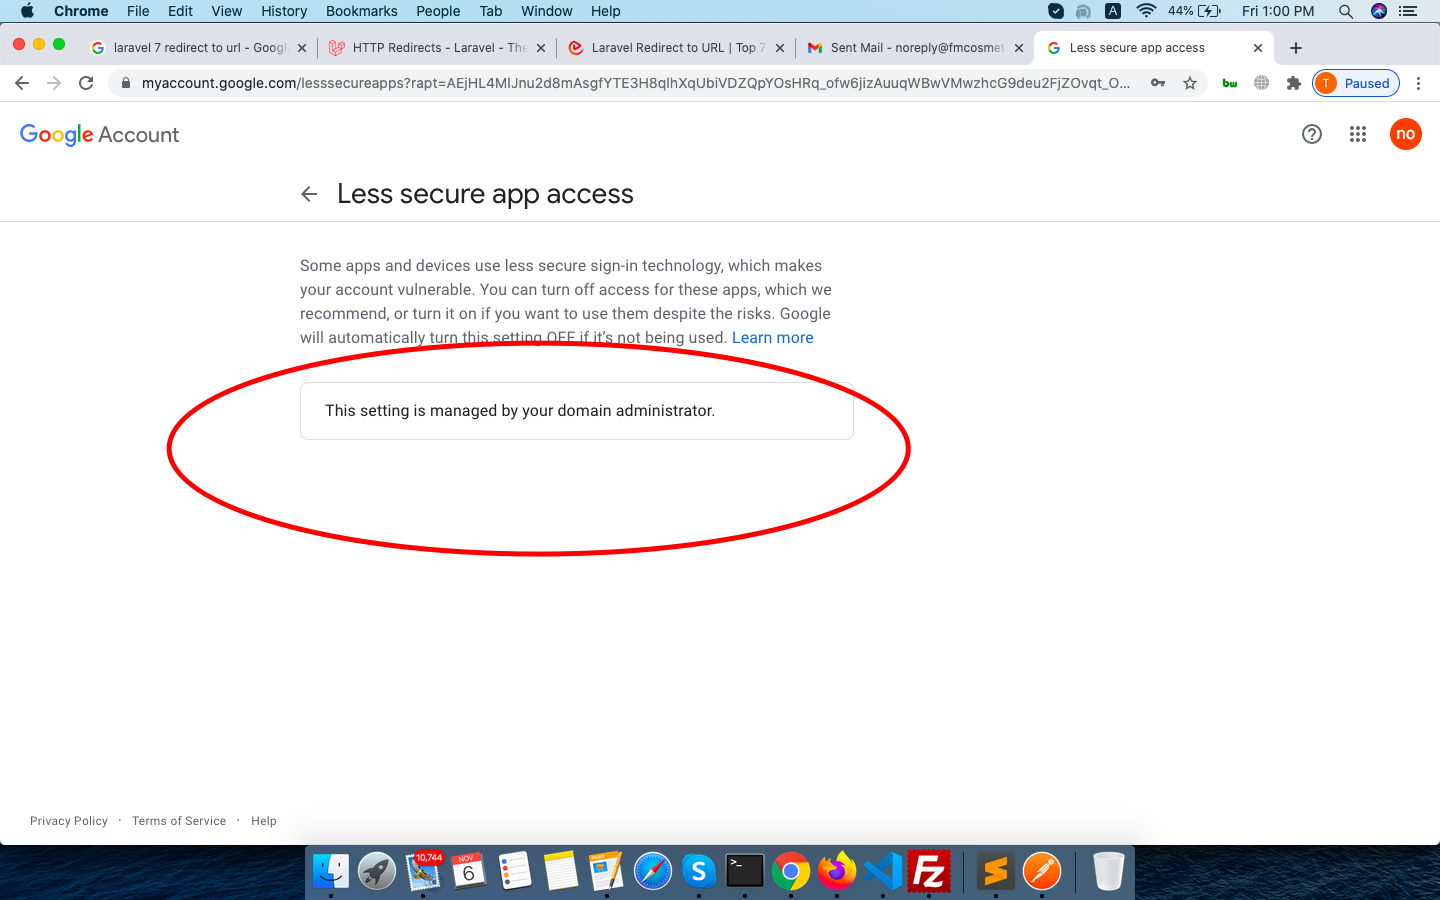 Chrome File Edit View History Bookmarks People Tab Window Help A 44% Fri 1:00 PM
laravel 7 redirect to url - Googl HTTP Redirects - Laravel - The Laravel Redirect to URL | Top 7 Sent Mail - noreply@fmcosmet Less secure app access
myaccount.google.com/lesssecureapps?rapt=AEjHL4MlJnu2d8mAsgfYTE3H8qlhXqUbiVDZQpYOsHRq_ofw6jizAuuqWBwVMwzhcG9deu2FjZOvqt_O... bw T Paused
Google Account no
Less secure app access
Some apps and devices use less secure sign-in technology, which makes
your account vulnerable. You can turn off access for these apps, which we
recommend, or turn it on if you want to use them despite the risks. Google
will automatically turn this setting OFF if it's not being used. Learn more
This setting is managed by your domain administrator.
Privacy Policy · Terms of Service · Help
10,744
NOV
6
S
>_
FZ
S